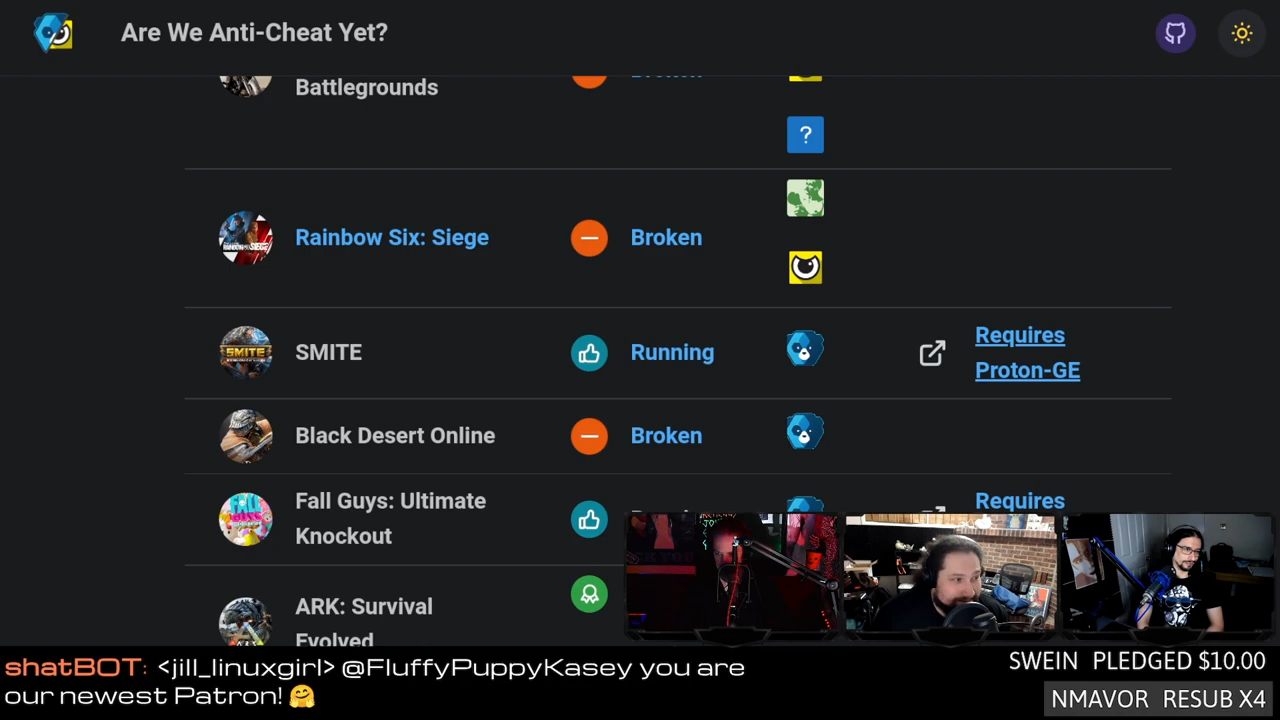 Are We Anti-Cheat Yet?
Battlegrounds
Broken
?
Rainbow Six: Siege
Broken
SMITE
Running
Requires
Proton-GE
Black Desert Online
Broken
Fall Guys: Ultimate
Knockout
Requires
ARK: Survival
Evolved
shatBOT: <jill_linuxgirl> @FluffyPuppyKasey you are
our newest Patron! 🤗
SWEIN PLEDGED $10.00
NMAVOR RESUB X4